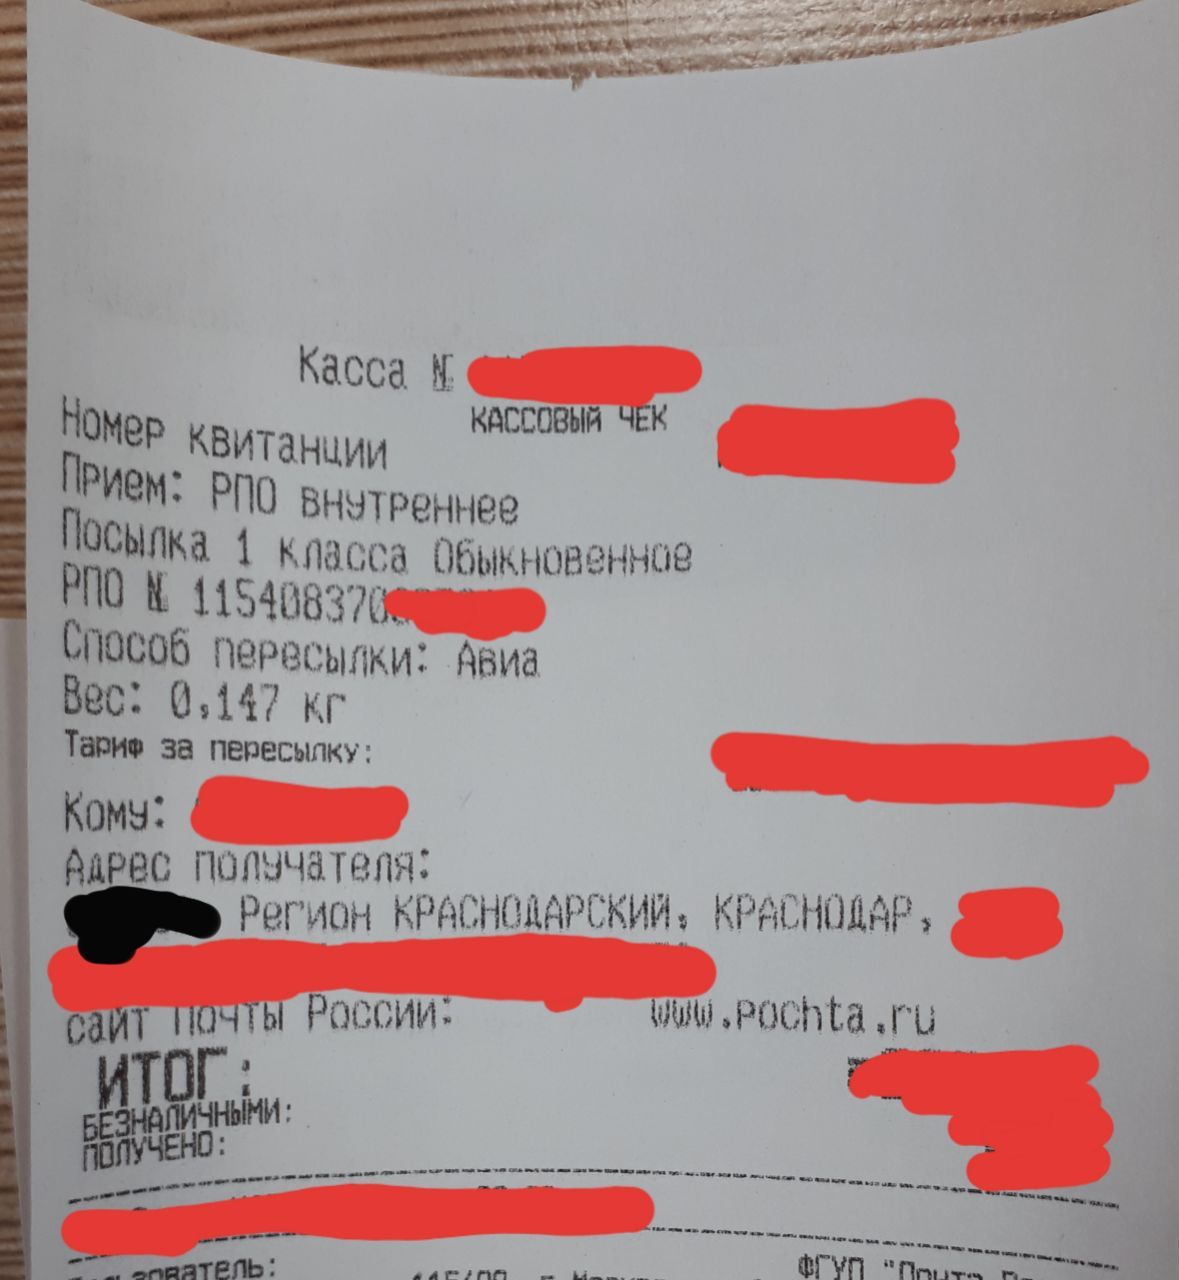 Касса №
КАССОВЫЙ ЧЕК
Номер квитанции
Прием: РПО внутреннее
Посылка 1 класса Обыкновенное
РПО № 115408370
Способ пересылки: Авиа
Вес: 0,147 кг
Тариф за пересылку:
Кому:
Адрес получателя:
Регион КРАСНОДАРСКИЙ, КРАСНОДАР,
сайт Почты России: www.pochta.ru
ИТОГ:
БЕЗНАЛИЧНЫМИ:
ПОЛУЧЕНО:
ФГУП "Почта